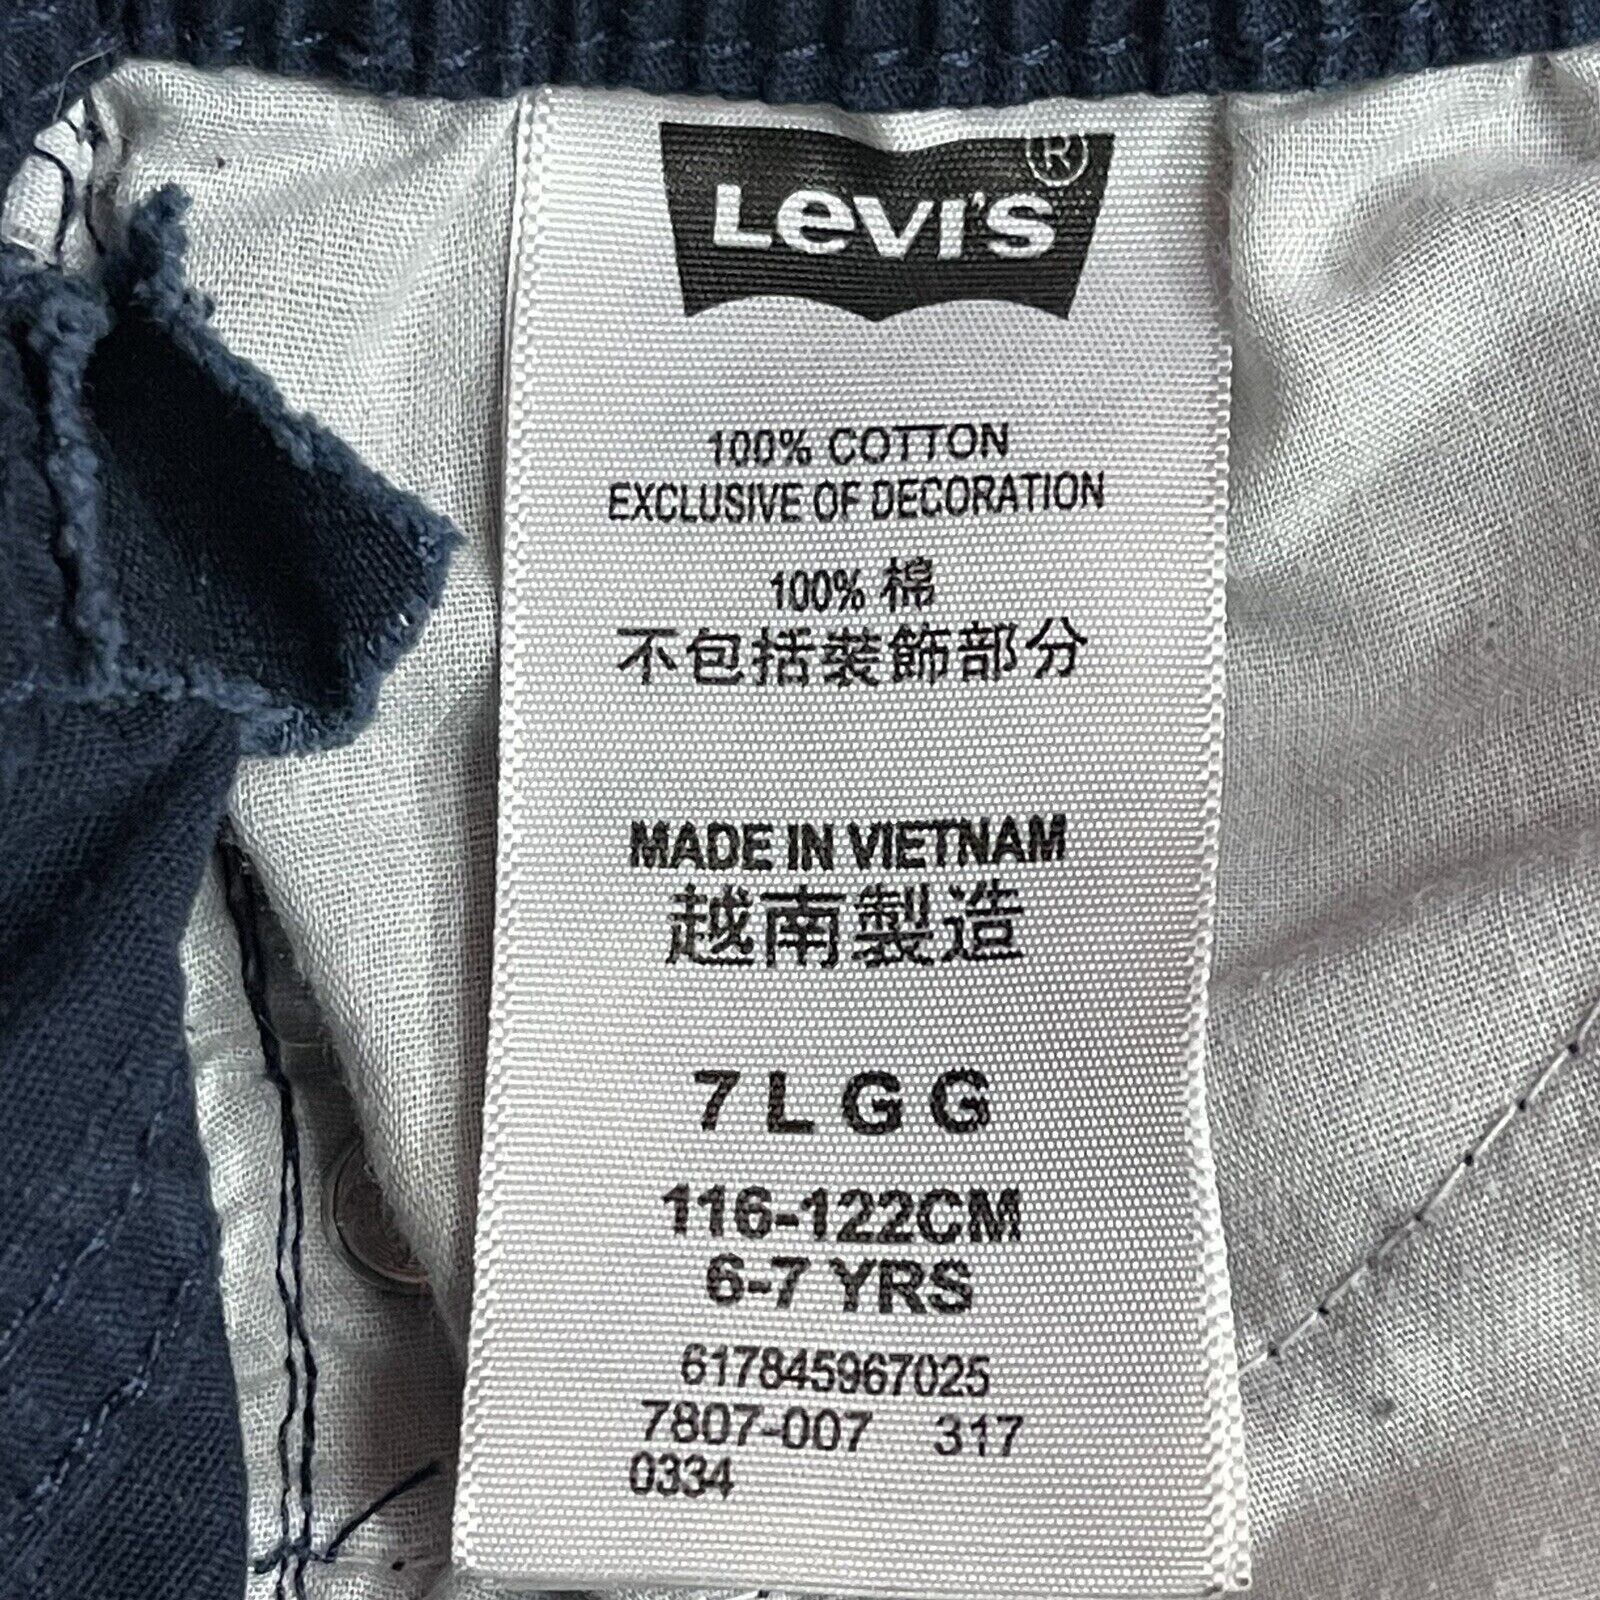 LEVI'S®
100% COTTON
EXCLUSIVE OF DECORATION
100% 棉
不包括裝飾部分
MADE IN VIETNAM
越南製造
7 L G G
116-122CM
6-7 YRS
617845967025
7807-007 317
0334